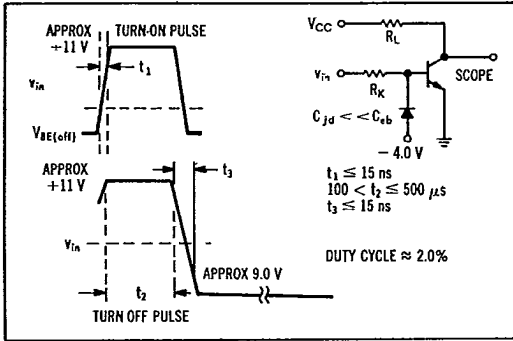 APPROX
+11 V
TURN-ON PULSE
t1
Vin
VBE(off)
APPROX
+11 V
t3
Vin
APPROX 9.0 V
t2
TURN OFF PULSE
VCC
RL
SCOPE
Vin
RK
Cjd < < Ceb
− 4.0 V
t1 ≤ 15 ns
100 < t2 ≤ 500 μs
t3 ≤ 15 ns
DUTY CYCLE ≈ 2.0%